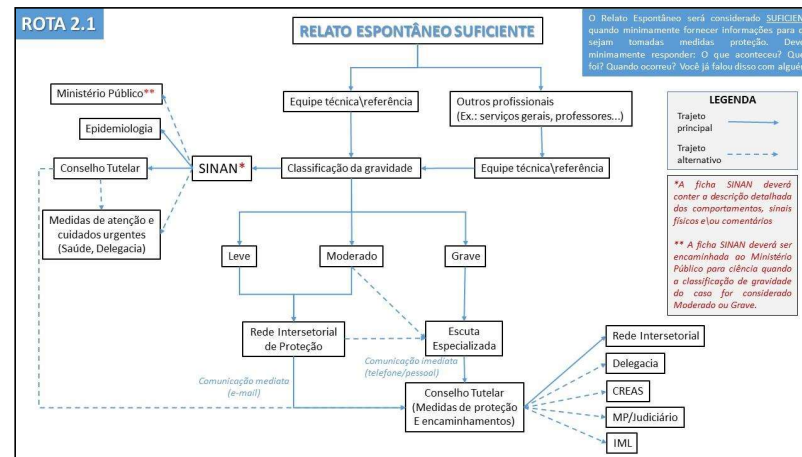 ROTA 2.1
RELATO ESPONTÂNEO SUFICIENTE
O Relato Espontâneo será considerado
quando minimamente fornecer informações para
sejam tomadas medidas proteção.
minimamente responder: O que aconteceu?
foi? Quando ocorreu? Você já falou disso com
Ministério Público**
Epidemiologia
Conselho Tutelar
Medidas de atenção e
cuidados urgentes
(Saúde, Delegacia)
SINAN*
Equipe técnica\referência
Outros profissionais
(Ex.: serviços gerais, professores...)
Classificação da gravidade
Equipe técnica\referência
LEGENDA
Trajeto
principal
Trajeto
alternativo
*A ficha SINAN deverá
conter a descrição detalhada
dos comportamentos, sinais
físicos e\ou comentários
** A ficha SINAN deverá ser
encaminhada ao Ministério
Público para ciência quando
a classificação de gravidade
do caso for considerado
Moderado ou Grave.
Leve
Moderado
Grave
Rede Intersetorial
de Proteção
Escuta
Especializada
Comunicação imediata
(telefone/pessoal)
Comunicação mediata
(e-mail)
Conselho Tutelar
(Medidas de proteção
E encaminhamentos)
Rede Intersetorial
Delegacia
CREAS
MP/Judiciário
IML